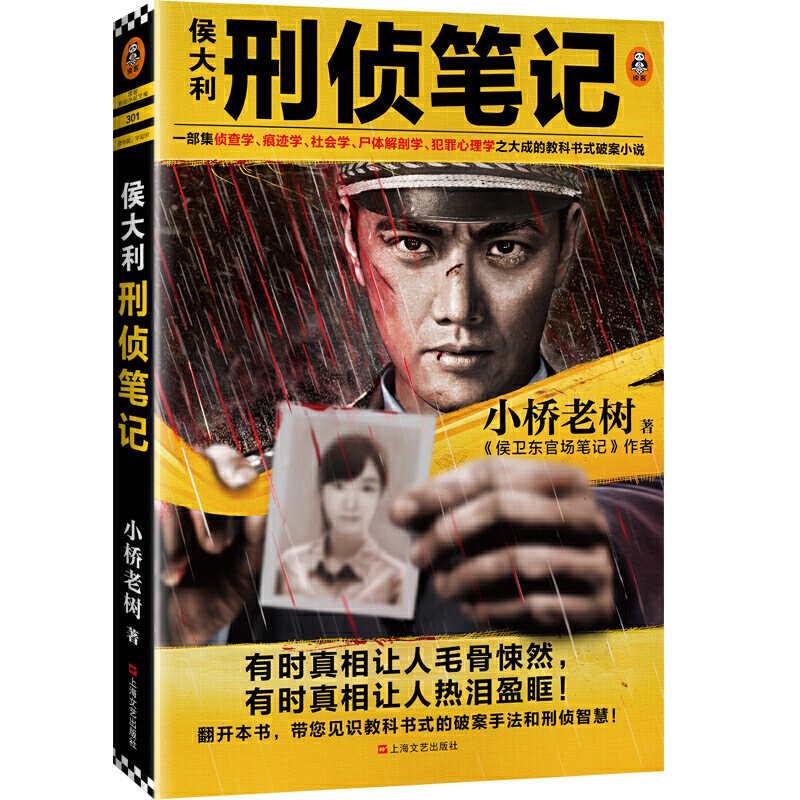 侯大利
刑侦笔记
读客
一部集侦查学、痕迹学、社会学、尸体解剖学、犯罪心理学之大成的教科书式破案小说
小桥老树 著
《侯卫东官场笔记》作者
有时真相让人毛骨悚然，
有时真相让人热泪盈眶！
翻开本书，带您见识教科书式的破案手法和刑侦智慧！
上海文艺出版社
读客
301
侯大利
刑侦笔记
小桥老树 著
上海文艺出版社